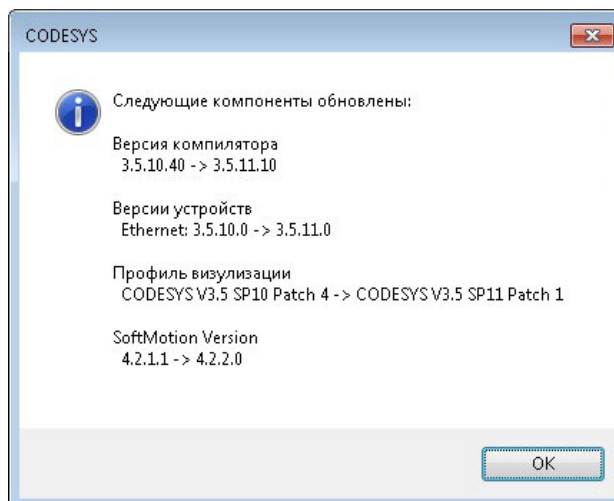 CODESYS
Следующие компоненты обновлены:
Версия компилятора
3.5.10.40 -> 3.5.11.10
Версии устройств
Ethernet: 3.5.10.0 -> 3.5.11.0
Профиль визулизации
CODESYS V3.5 SP10 Patch 4 -> CODESYS V3.5 SP11 Patch 1
SoftMotion Version
4.2.1.1 -> 4.2.2.0
OK